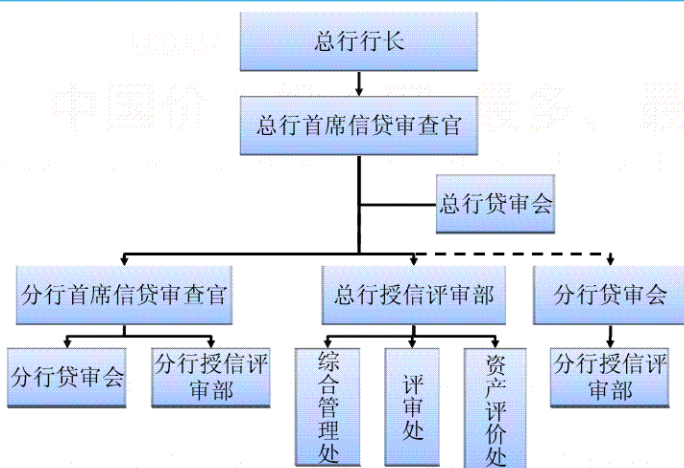 总行行长
总行首席信贷审查官
总行贷审会
分行首席信贷审查官
总行授信评审部
分行贷审会
分行贷审会
分行授信评
审部
综合管理处
评审处
资产评价处
分行授信评
审部